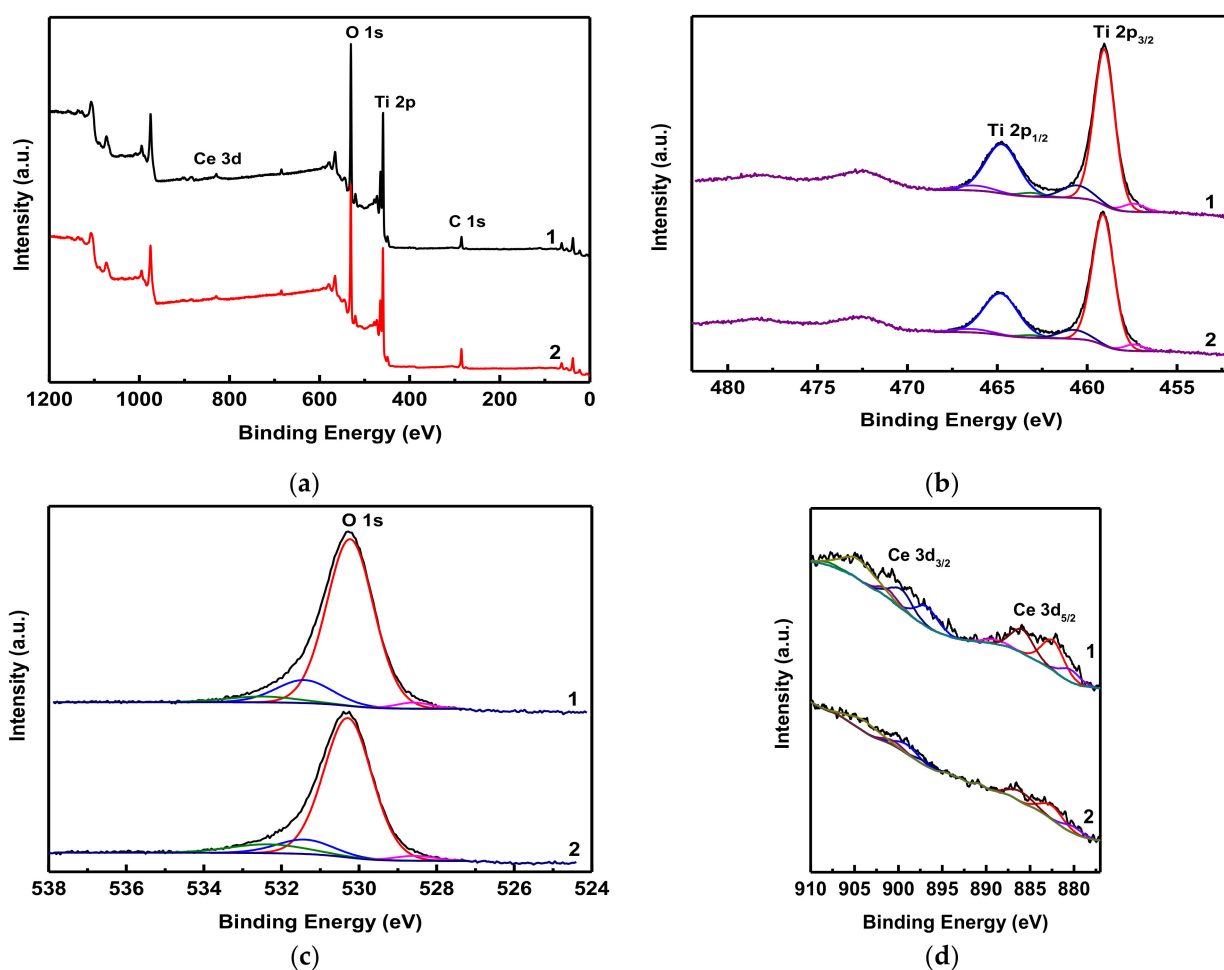 O 1s
Ti 2p
Ce 3d
C 1s
1
2
Intensity (a.u.)
1200 1000 800 600 400 200 0
Binding Energy (eV)
(a)
Ti 2p3/2
Ti 2p1/2
1
2
Intensity (a.u.)
480 475 470 465 460 455
Binding Energy (eV)
(b)
O 1s
1
2
Intensity (a.u.)
538 536 534 532 530 528 526 524
Binding Energy (eV)
(c)
Ce 3d3/2
Ce 3d5/2
1
2
Intensity (a.u.)
910 905 900 895 890 885 880
Binding Energy (eV)
(d)